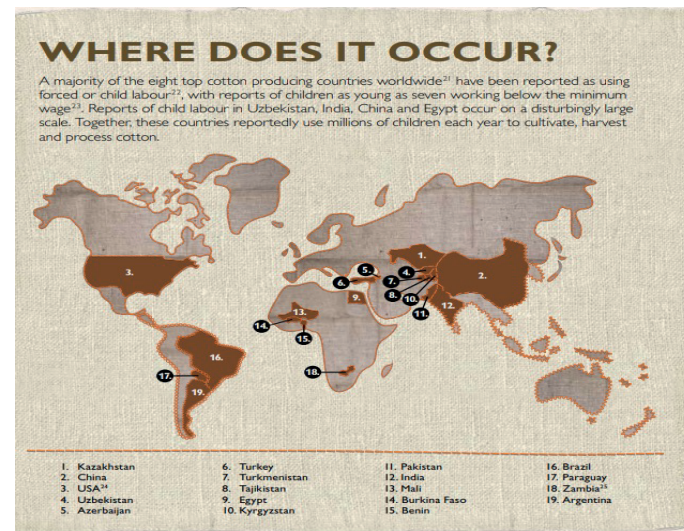 WHERE DOES IT OCCUR?
A majority of the eight top cotton producing countries worldwide²¹ have been reported as using
forced or child labour²², with reports of children as young as seven working below the minimum
wage²³. Reports of child labour in Uzbekistan, India, China and Egypt occur on a disturbingly large
scale. Together, these countries reportedly use millions of children each year to cultivate, harvest
and process cotton.
1.
2.
3.
4.
5.
6.
7.
8.
9.
10.
11.
12.
13.
14.
15.
16.
17.
18.
19.
1. Kazakhstan
2. China
3. USA²⁴
4. Uzbekistan
5. Azerbaijan
6. Turkey
7. Turkmenistan
8. Tajikistan
9. Egypt
10. Kyrgyzstan
11. Pakistan
12. India
13. Mali
14. Burkina Faso
15. Benin
16. Brazil
17. Paraguay
18. Zambia²⁵
19. Argentina